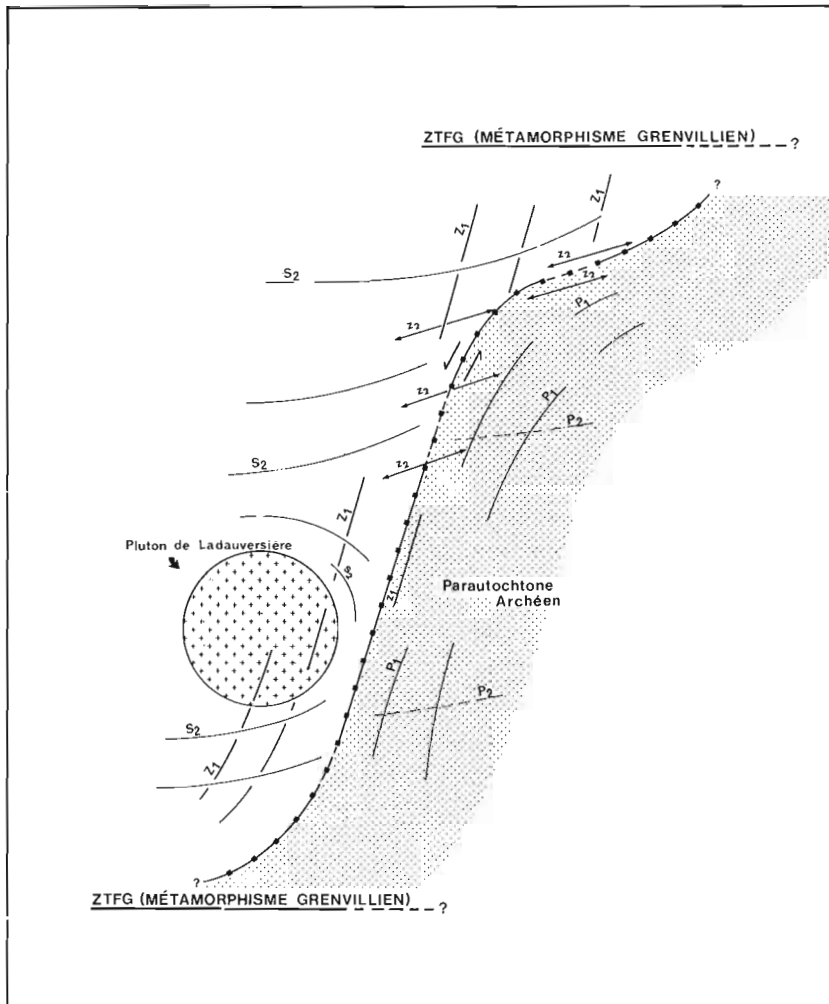 ZTFG (MÉTAMORPHISME GRENVILLIEN) ?
?
Z1
Z1
S2
Z2
Z2
P1
Z2
Z2
P1
P2
S2
Z2
Z1
Pluton de Ladauversière
S2
Z1
Parautochtone
Archéen
P1
P2
S2
Z1
?
ZTFG (MÉTAMORPHISME GRENVILLIEN) ?